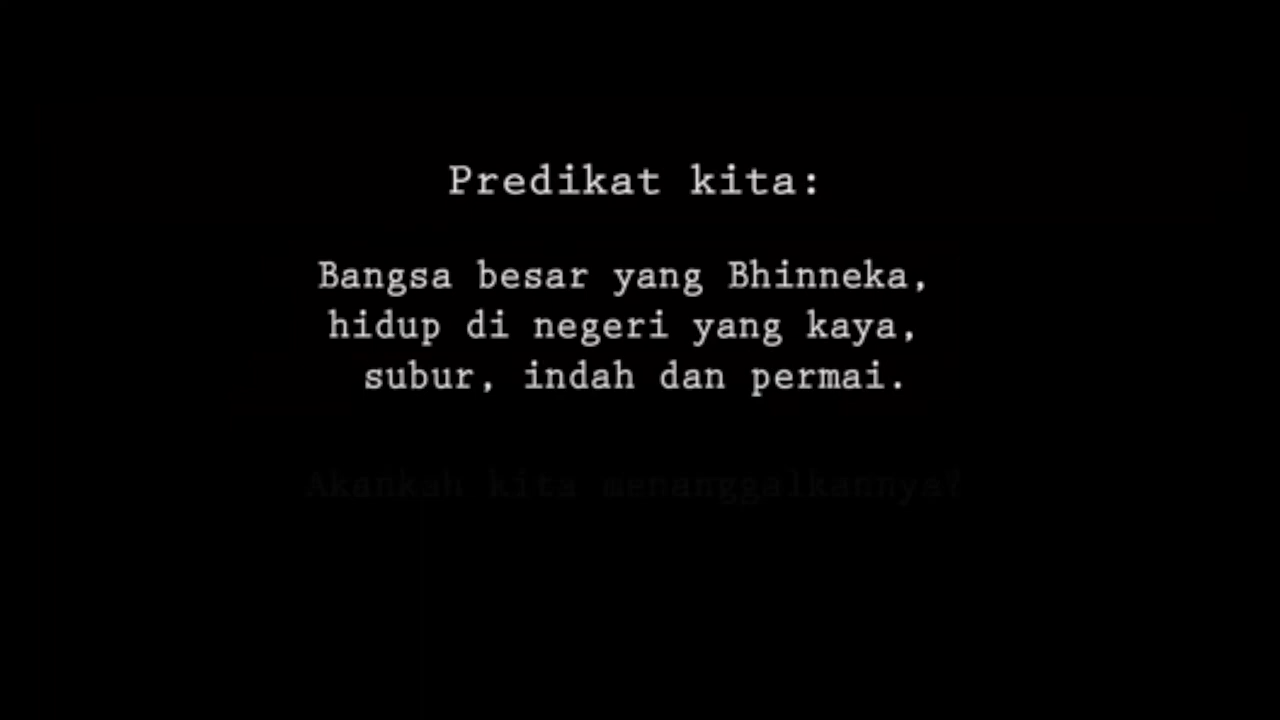 Predikat kita:
Bangsa besar yang Bhinneka,
hidup di negeri yang kaya,
subur, indah dan permai.
Akankah kita menanggalkannya?